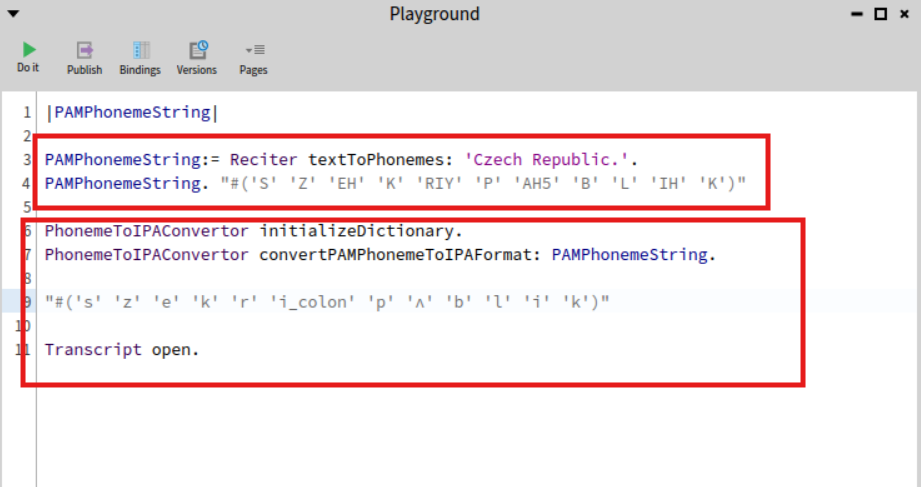 Playground
Do it Publish Bindings Versions Pages
1 |PAMPhonemeString|
2
3 PAMPhonemeString:= Reciter textToPhonemes: 'Czech Republic.'.
4 PAMPhonemeString. "#('S' 'Z' 'EH' 'K' 'RIY' 'P' 'AH5' 'B' 'L' 'IH' 'K')"
5
6 PhonemeToIPAConvertor initializeDictionary.
7 PhonemeToIPAConvertor convertPAMPhonemeToIPAFormat: PAMPhonemeString.
8
9 "#('s' 'z' 'e' 'k' 'r' 'i_colon' 'p' 'ʌ' 'b' 'l' 'i' 'k')"
10
11 Transcript open.